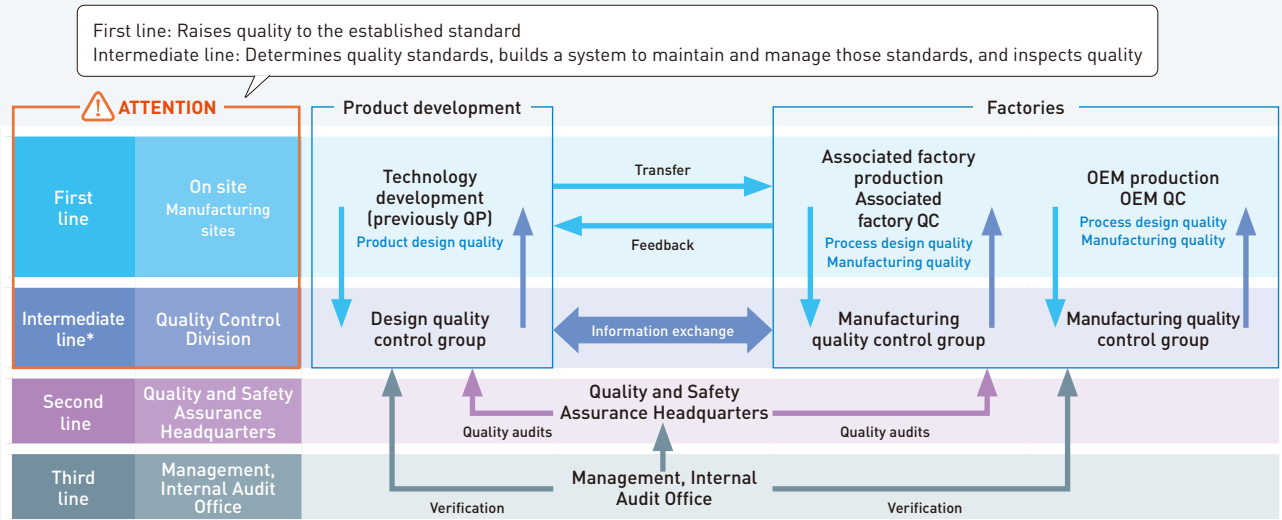 First line: Raises quality to the established standard
Intermediate line: Determines quality standards, builds a system to maintain and manage those standards, and inspects quality
ATTENTION
Product development
Factories
First
line
On site
Manufacturing
sites
Technology
development
(previously QP)
Product design quality
Transfer
Feedback
Associated factory
production
Associated
factory QC
Process design quality
Manufacturing quality
OEM production
OEM QC
Process design quality
Manufacturing quality
Intermediate
line*
Quality Control
Division
Design quality
control group
Information exchange
Manufacturing
quality control group
Manufacturing quality
control group
Second
line
Quality and Safety
Assurance
Headquarters
Quality and Safety
Assurance Headquarters
Quality audits
Quality audits
Third
line
Management,
Internal Audit
Office
Management, Internal
Audit Office
Verification
Verification